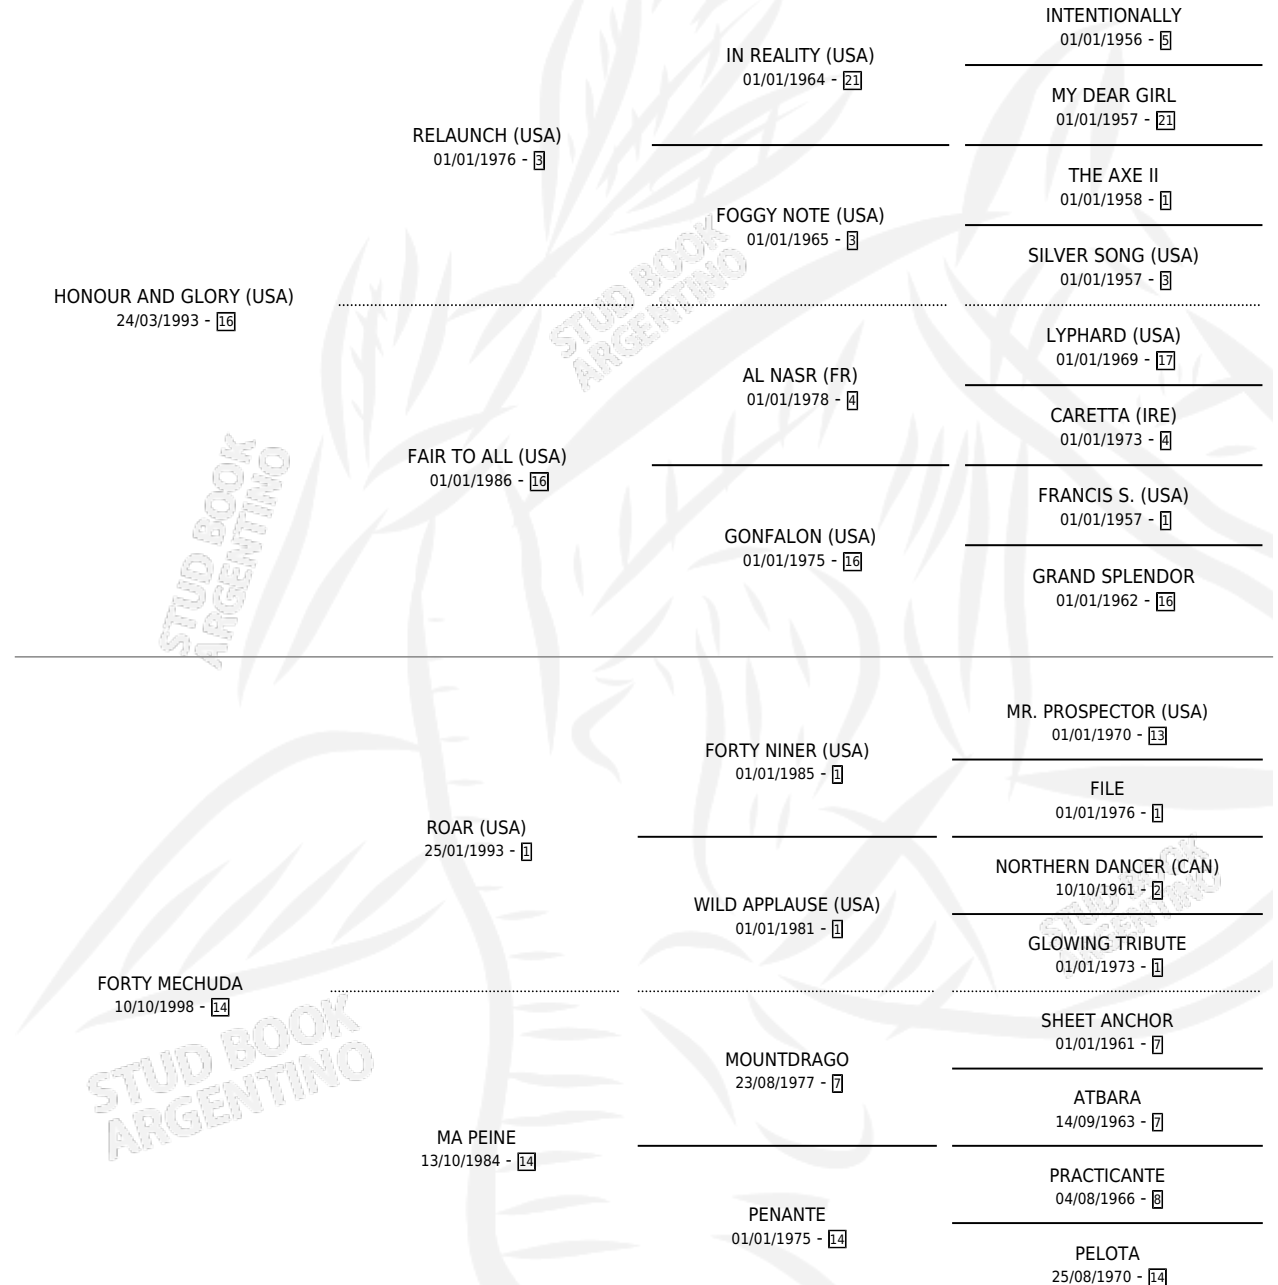 INTENTIONALLY
01/01/1956 - 5
IN REALITY (USA)
01/01/1964 - 21
MY DEAR GIRL
01/01/1957 - 21
RELAUNCH (USA)
01/01/1976 - 3
THE AXE II
01/01/1958 - 1
FOGGY NOTE (USA)
01/01/1965 - 3
SILVER SONG (USA)
01/01/1957 - 3
HONOUR AND GLORY (USA)
24/03/1993 - 16
LYPHARD (USA)
01/01/1969 - 17
AL NASR (FR)
01/01/1978 - 4
CARETTA (IRE)
01/01/1973 - 4
FAIR TO ALL (USA)
01/01/1986 - 16
FRANCIS S. (USA)
01/01/1957 - 1
GONFALON (USA)
01/01/1975 - 16
GRAND SPLENDOR
01/01/1962 - 16
STUD BOOK
ARGENTINO
STUD BOOK
ARGENTINO
MR. PROSPECTOR (USA)
01/01/1970 - 13
FORTY NINER (USA)
01/01/1985 - 1
FILE
01/01/1976 - 1
ROAR (USA)
25/01/1993 - 1
NORTHERN DANCER (CAN)
10/10/1961 - 2
WILD APPLAUSE (USA)
01/01/1981 - 1
GLOWING TRIBUTE
01/01/1973 - 1
FORTY MECHUDA
10/10/1998 - 14
SHEET ANCHOR
01/01/1961 - 7
MOUNTDRAGO
23/08/1977 - 7
ATBARA
14/09/1963 - 7
MA PEINE
13/10/1984 - 14
PRACTICANTE
04/08/1966 - 8
PENANTE
01/01/1975 - 14
PELOTA
25/08/1970 - 14
STUD BOOK
ARGENTINO
STUD BOOK
ARGENTINO